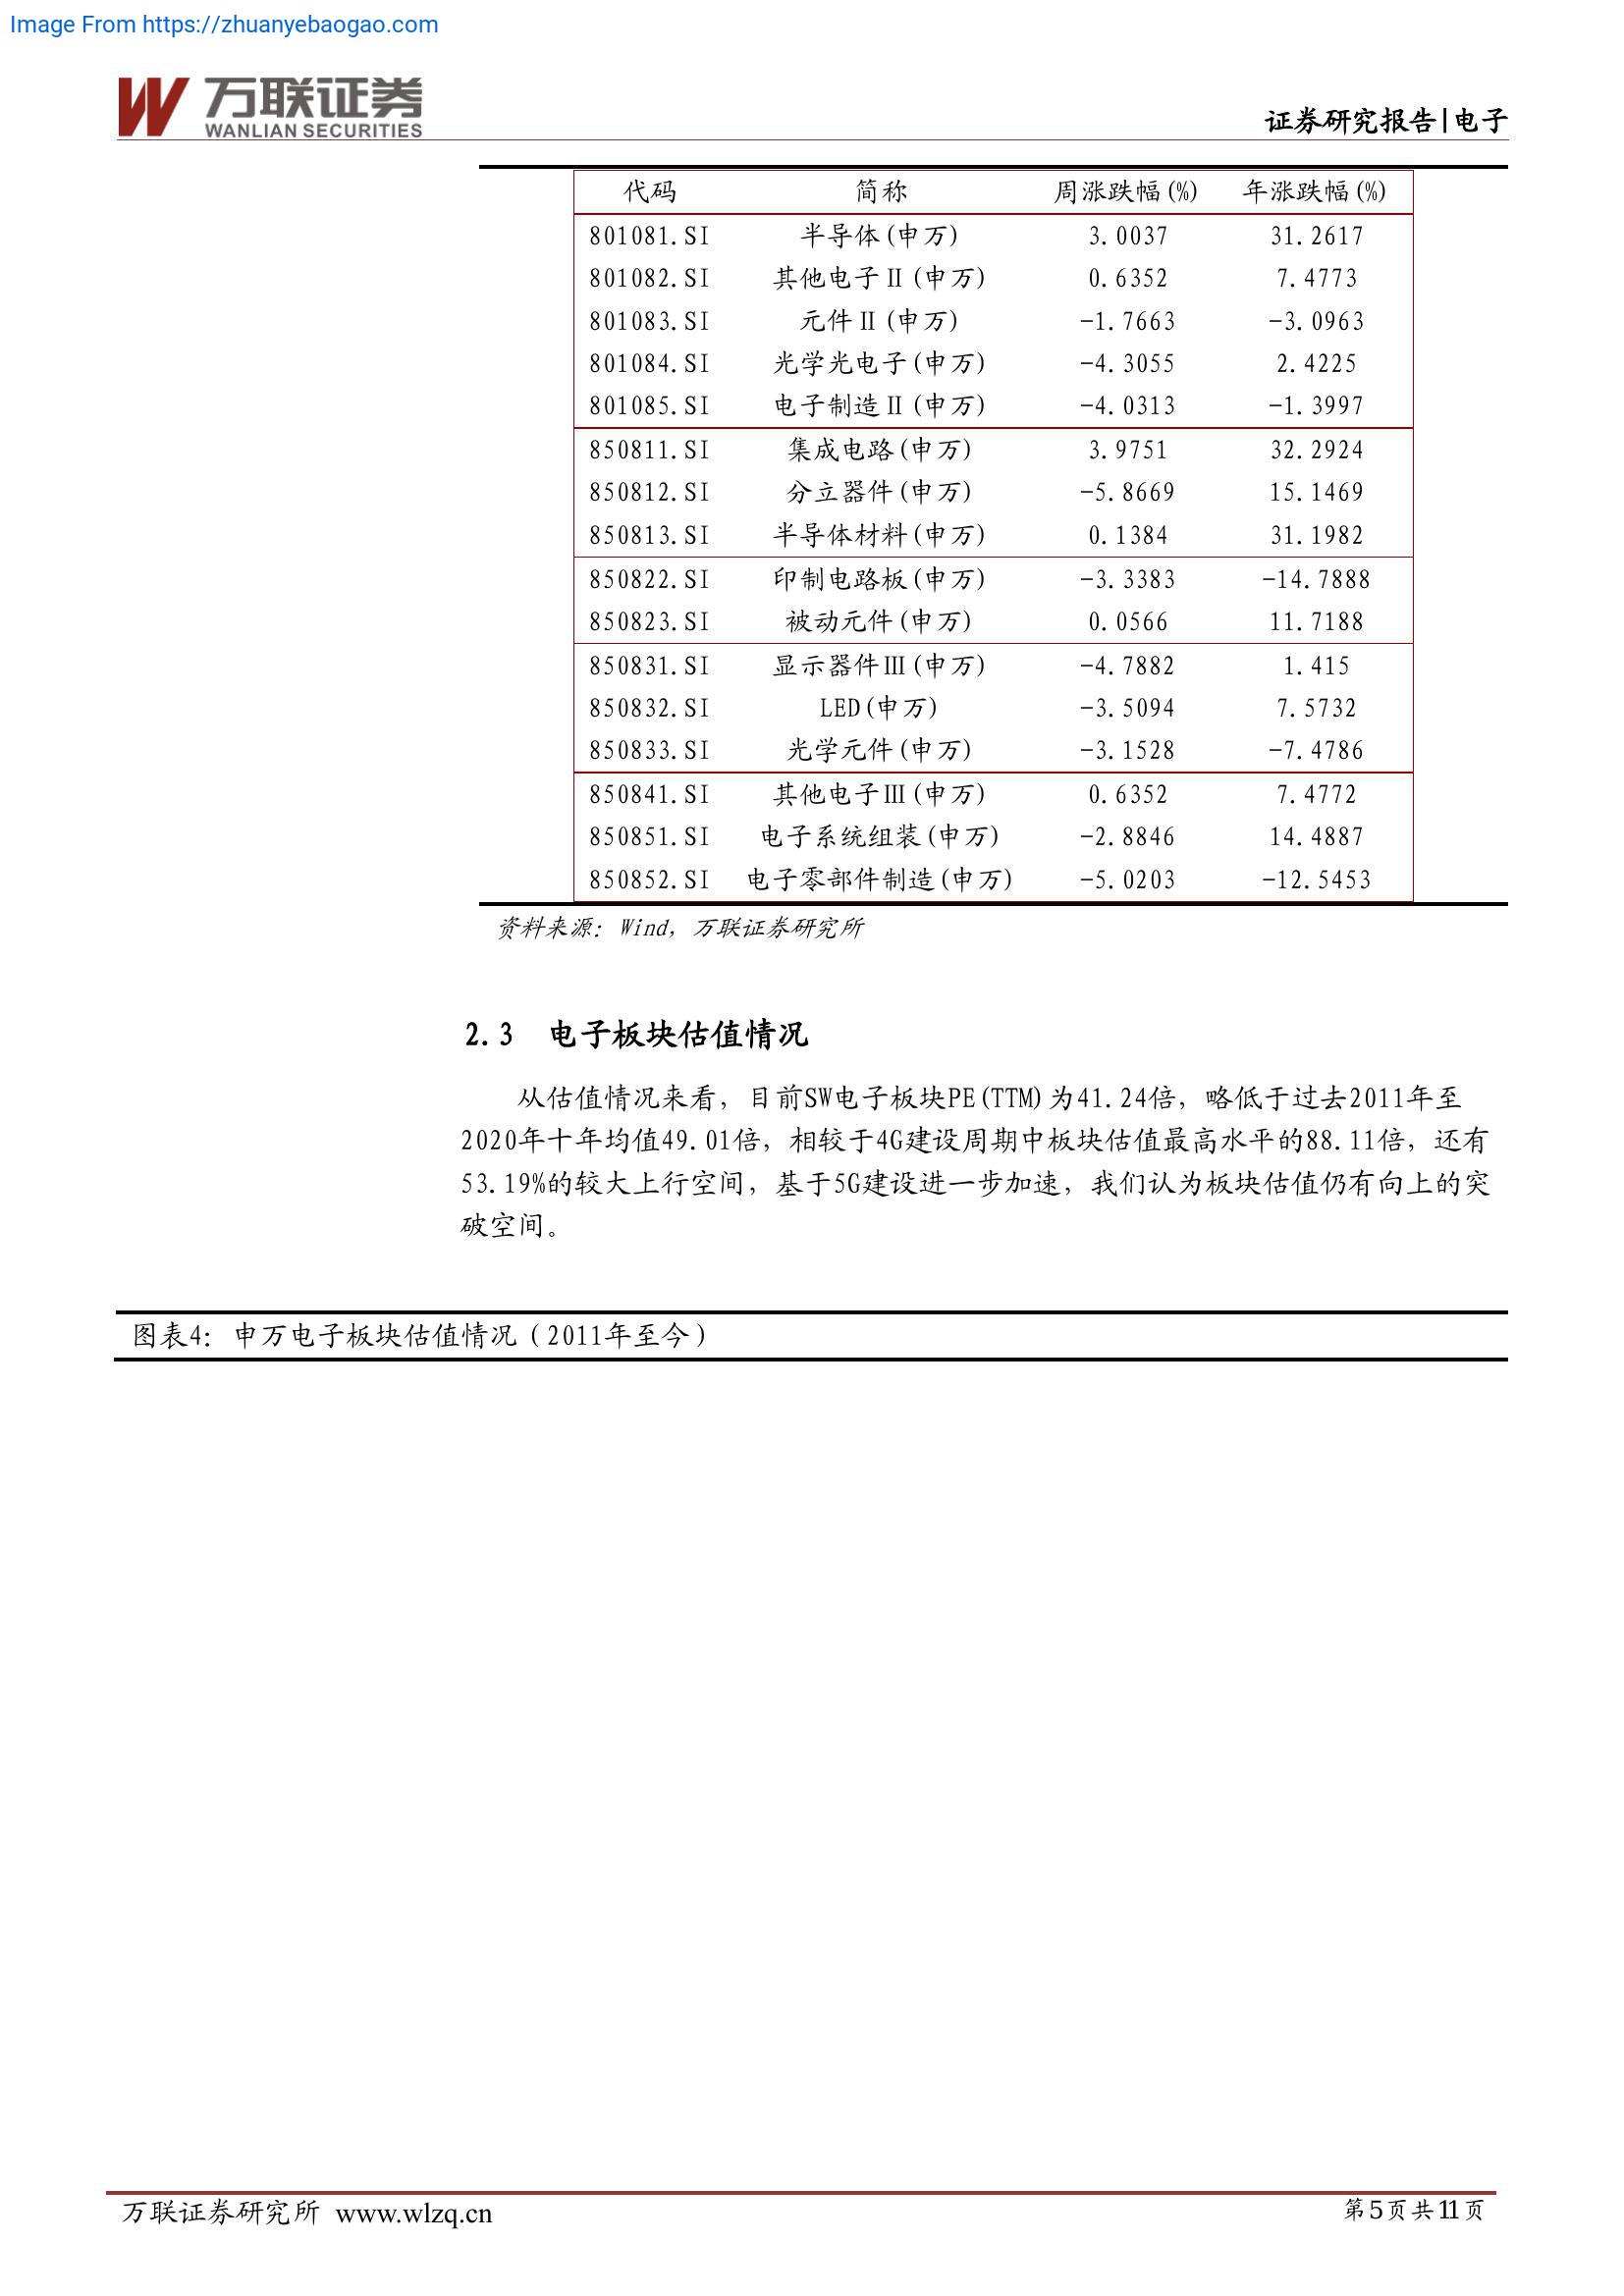 Image From https://zhuanyebaogao.com
万联证券
WANLIAN SECURITIES
证券研究报告|电子
代码 简称 周涨跌幅(%) 年涨跌幅(%)
801081.SI 半导体(申万) 3.0037 31.2617
801082.SI 其他电子Ⅱ(申万) 0.6352 7.4773
801083.SI 元件Ⅱ(申万) -1.7663 -3.0963
801084.SI 光学光电子(申万) -4.3055 2.4225
801085.SI 电子制造Ⅱ(申万) -4.0313 -1.3997
850811.SI 集成电路(申万) 3.9751 32.2924
850812.SI 分立器件(申万) -5.8669 15.1469
850813.SI 半导体材料(申万) 0.1384 31.1982
850822.SI 印制电路板(申万) -3.3383 -14.7888
850823.SI 被动元件(申万) 0.0566 11.7188
850831.SI 显示器件Ⅲ(申万) -4.7882 1.415
850832.SI LED(申万) -3.5094 7.5732
850833.SI 光学元件(申万) -3.1528 -7.4786
850841.SI 其他电子Ⅲ(申万) 0.6352 7.4772
850851.SI 电子系统组装(申万) -2.8846 14.4887
850852.SI 电子零部件制造(申万) -5.0203 -12.5453
资料来源：Wind，万联证券研究所
2.3 电子板块估值情况
从估值情况来看，目前SW电子板块PE(TTM)为41.24倍，略低于过去2011年至
2020年十年均值49.01倍，相较于4G建设周期中板块估值最高水平的88.11倍，还有
53.19%的较大上行空间，基于5G建设进一步加速，我们认为板块估值仍有向上的突
破空间。
图表4：申万电子板块估值情况（2011年至今）
万联证券研究所 www.wlzq.cn
第5页共11页